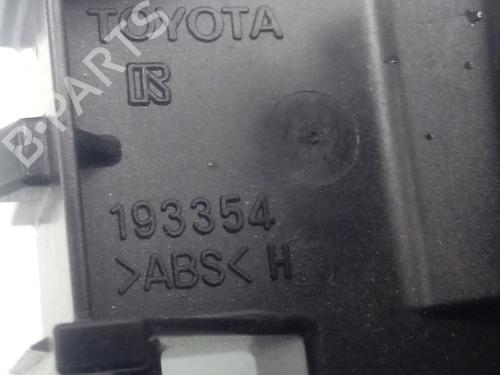 TOYOTA
R
193354
>ABS< H
B-PARTS